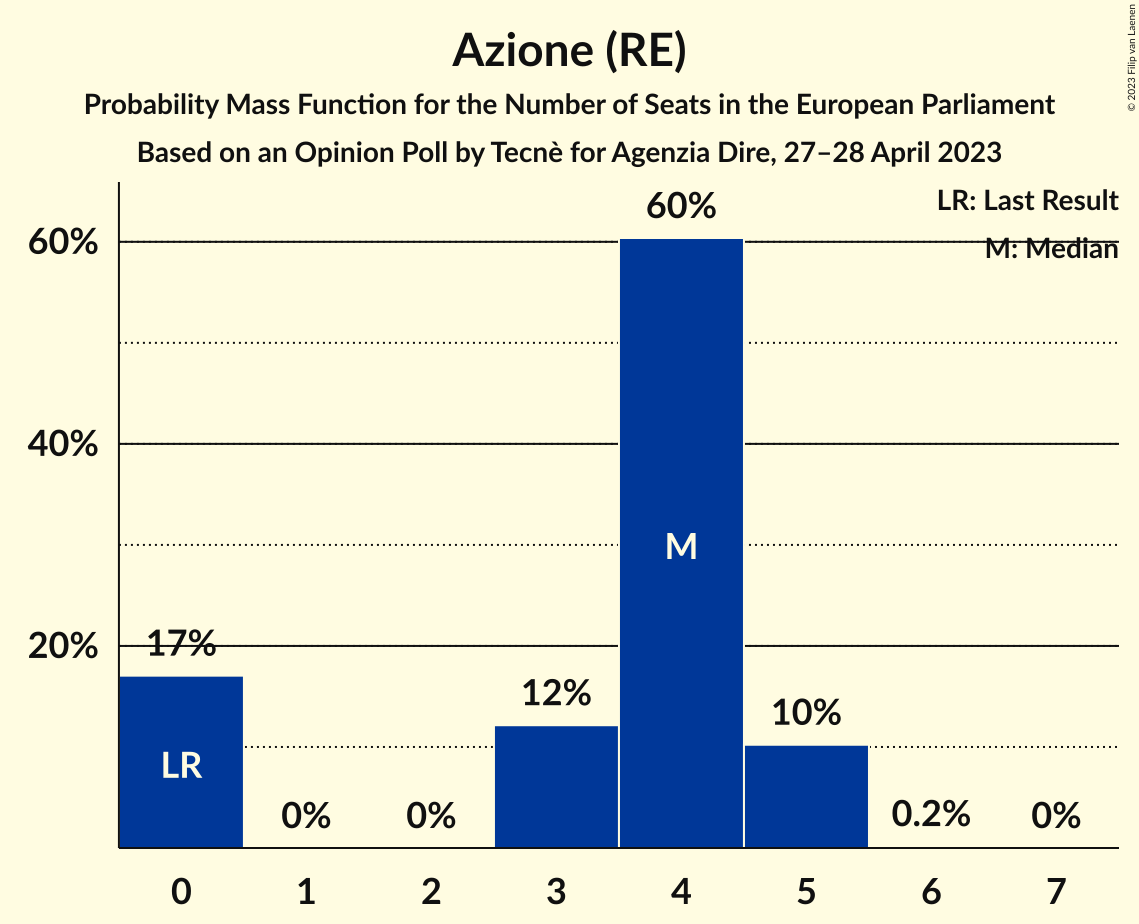 Azione (RE)
Probability Mass Function for the Number of Seats in the European Parliament
Based on an Opinion Poll by Tecnè for Agenzia Dire, 27–28 April 2023
© 2023 Filip van Laenen
LR: Last Result
M: Median
60%
40%
20%
17%
0%
0%
12%
60%
10%
0.2%
0%
LR
M
0 1 2 3 4 5 6 7